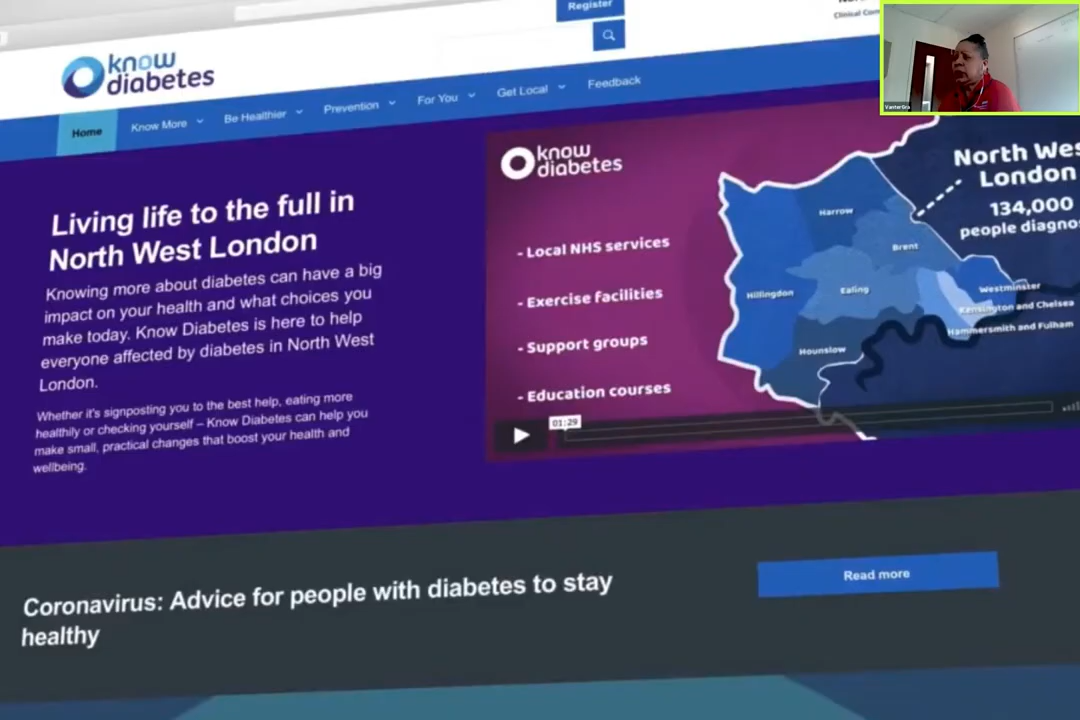 Register
Clinical Com
know
diabetes
Home
Know More
Be Healthier
Prevention
For You
Get Local
Feedback
Living life to the full in
North West London
Knowing more about diabetes can have a big
impact on your health and what choices you
make today. Know Diabetes is here to help
everyone affected by diabetes in North West
London.
Whether it's signposting you to the best help, eating more
healthily or checking yourself – Know Diabetes can help you
make small, practical changes that boost your health and
wellbeing.
know
diabetes
- Local NHS services
- Exercise facilities
- Support groups
- Education courses
North Wes
London
134,000
people diagno
Harrow
Brent
Hillingdon
Ealing
Westminster
Kensington and Chelsea
Hammersmith and Fulham
Hounslow
01:29
Coronavirus: Advice for people with diabetes to stay
healthy
Read more